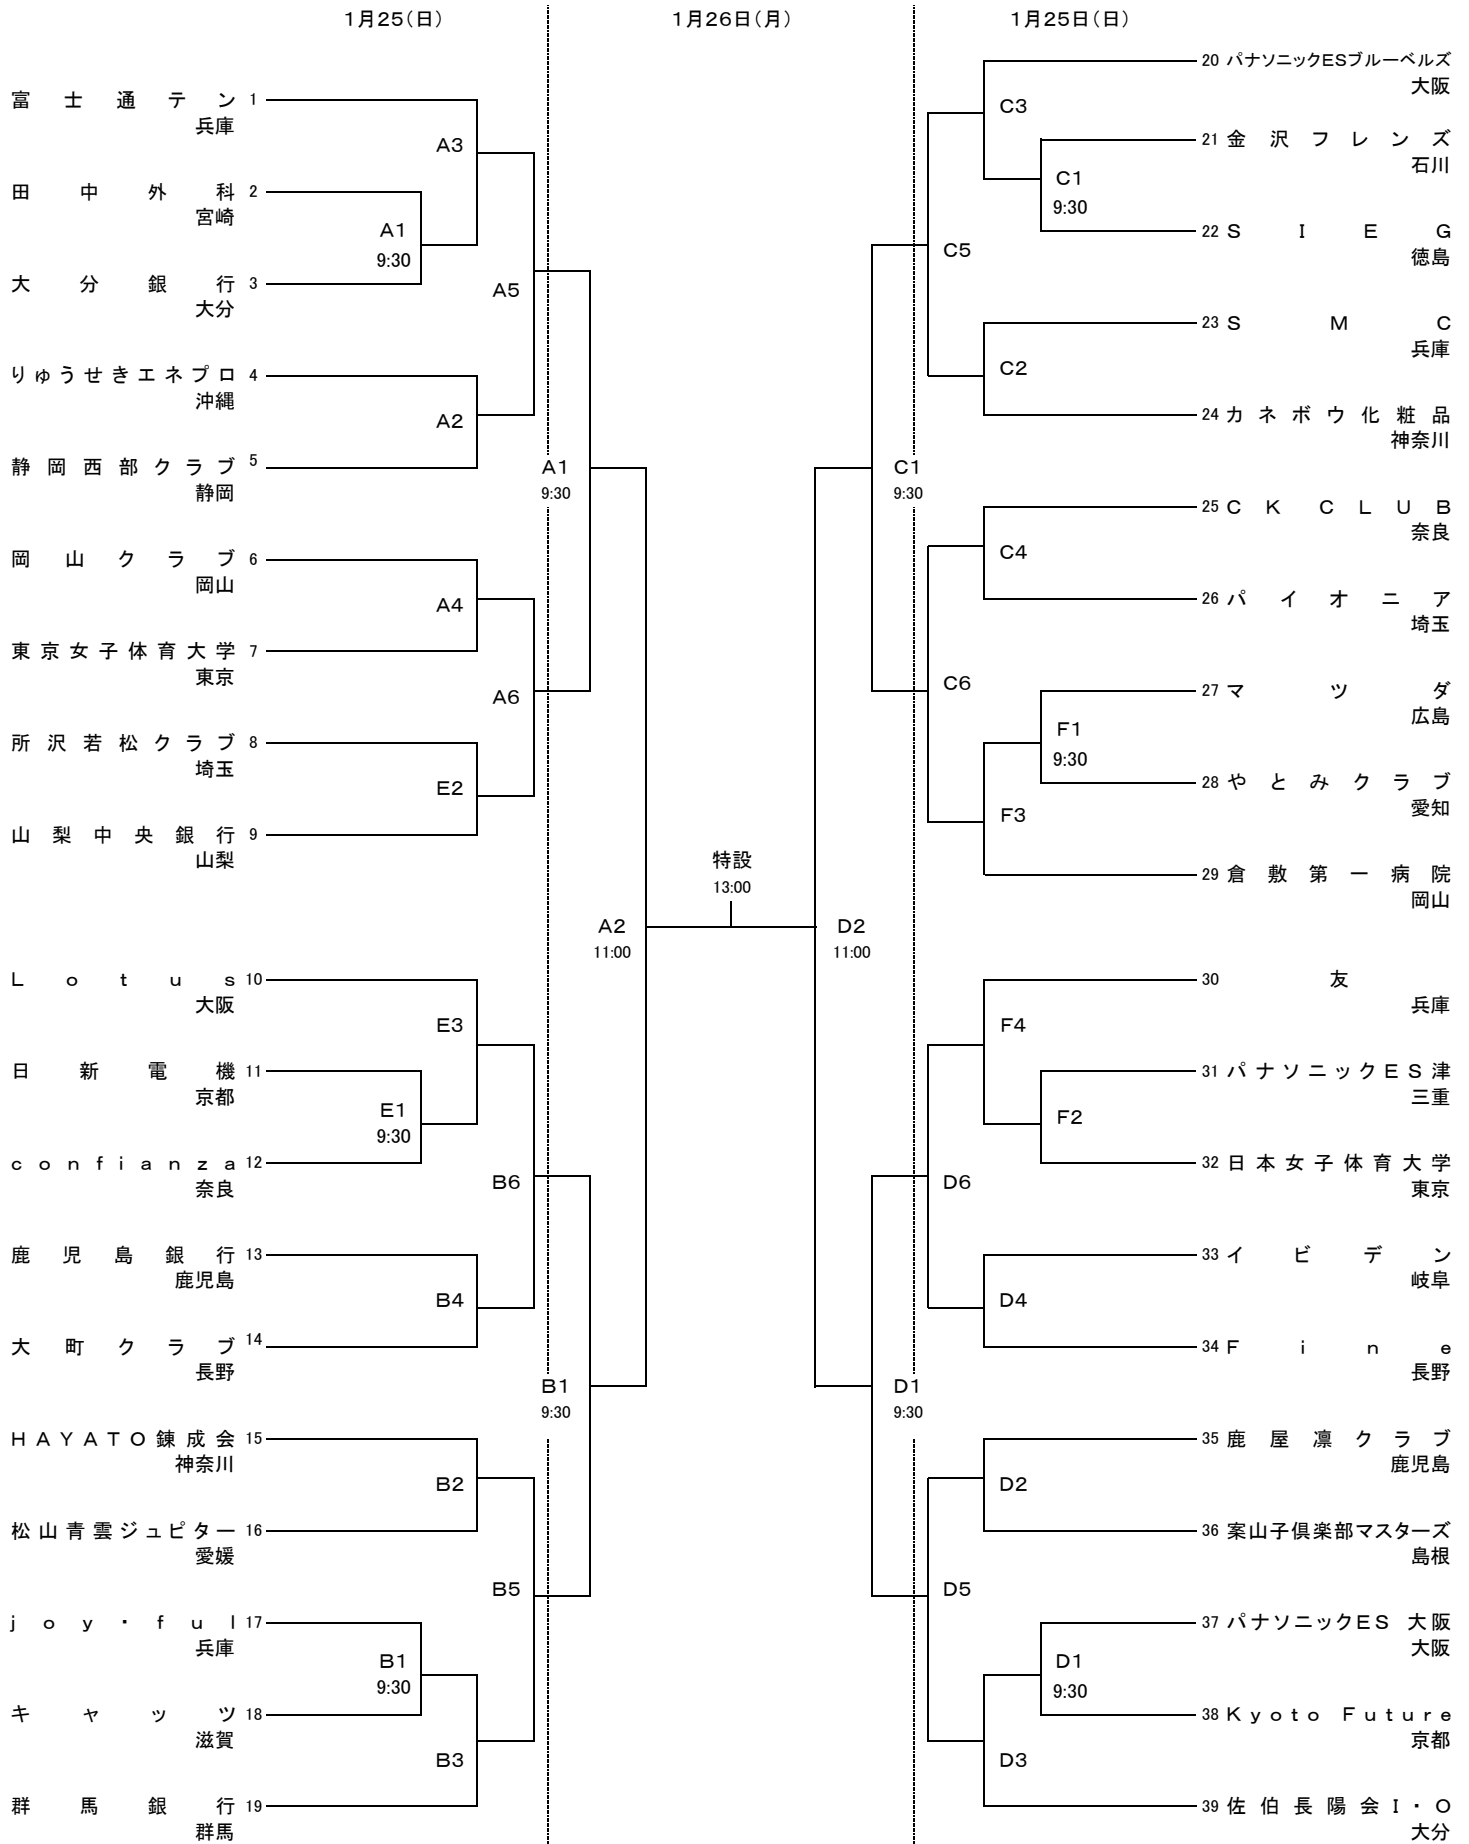 1月25(日)
1月26日(月)
1月25日(日)
富士通テン 1
兵庫
A3
田中外科 2
宮崎
A1
9:30
大分銀行 3
大分
A5
りゅうせきエネプロ 4
沖縄
A2
静岡西部クラブ 5
静岡
A1
9:30
岡山クラブ 6
岡山
A4
東京女子体育大学 7
東京
A6
所沢若松クラブ 8
埼玉
E2
山梨中央銀行 9
山梨
Lotus 10
大阪
E3
日新電機 11
京都
E1
9:30
confianza 12
奈良
B6
鹿児島銀行 13
鹿児島
B4
大町クラブ 14
長野
B1
9:30
HAYATO錬成会 15
神奈川
B2
松山青雲ジュピター 16
愛媛
B5
joy・ful 17
兵庫
B1
9:30
キャッツ 18
滋賀
B3
群馬銀行 19
群馬
特設
13:00
A2
11:00
D2
11:00
20 パナソニックESブルーベルズ
大阪
C3
21 金沢フレンズ
石川
C1
9:30
22 SIEG
徳島
C5
23 SMC
兵庫
C2
24 カネボウ化粧品
神奈川
C1
9:30
25 CK CLUB
奈良
C4
26 パイオニア
埼玉
C6
27 マツダ
広島
F1
9:30
28 やとみクラブ
愛知
F3
29 倉敷第一病院
岡山
30 友
兵庫
F4
31 パナソニックES津
三重
F2
32 日本女子体育大学
東京
D6
33 イビデン
岐阜
D4
34 Fine
長野
D1
9:30
35 鹿屋凛クラブ
鹿児島
D2
36 案山子倶楽部マスターズ
島根
D5
37 パナソニックES 大阪
大阪
D1
9:30
38 Kyoto Future
京都
D3
39 佐伯長陽会I・O
大分